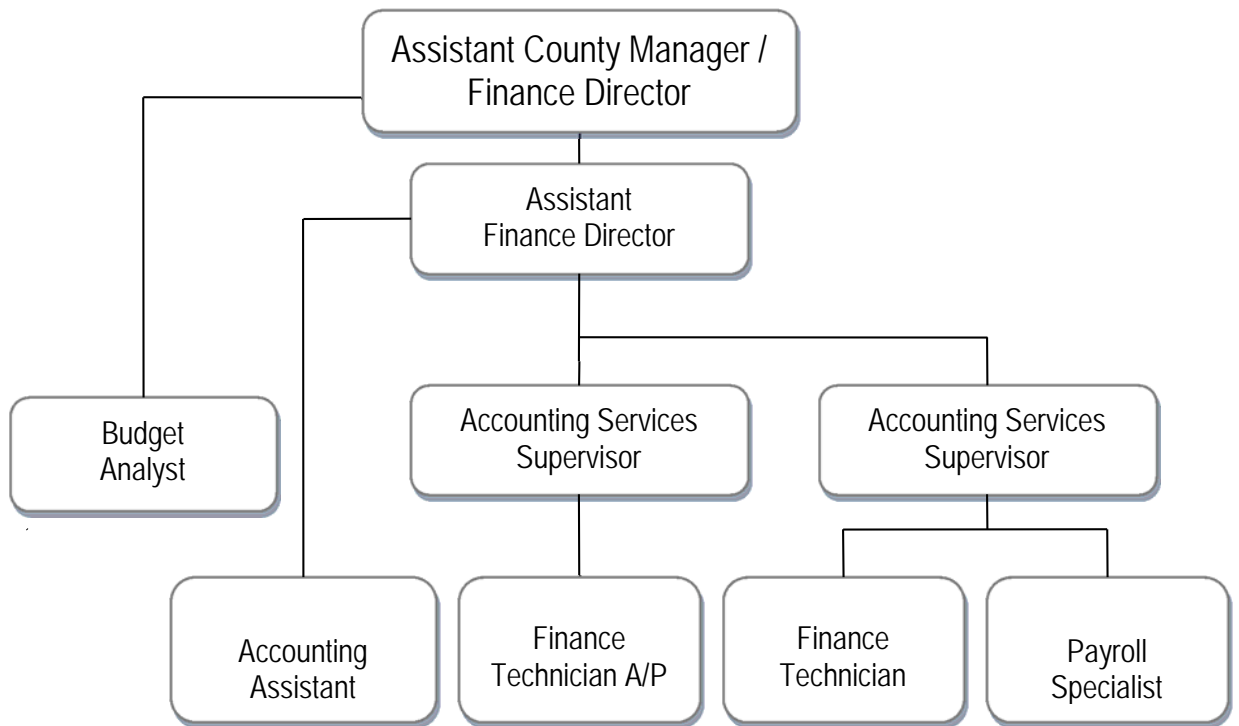 Assistant County Manager /
Finance Director
Assistant
Finance Director
Budget
Analyst
Accounting Services
Supervisor
Accounting Services
Supervisor
Accounting
Assistant
Finance
Technician A/P
Finance
Technician
Payroll
Specialist